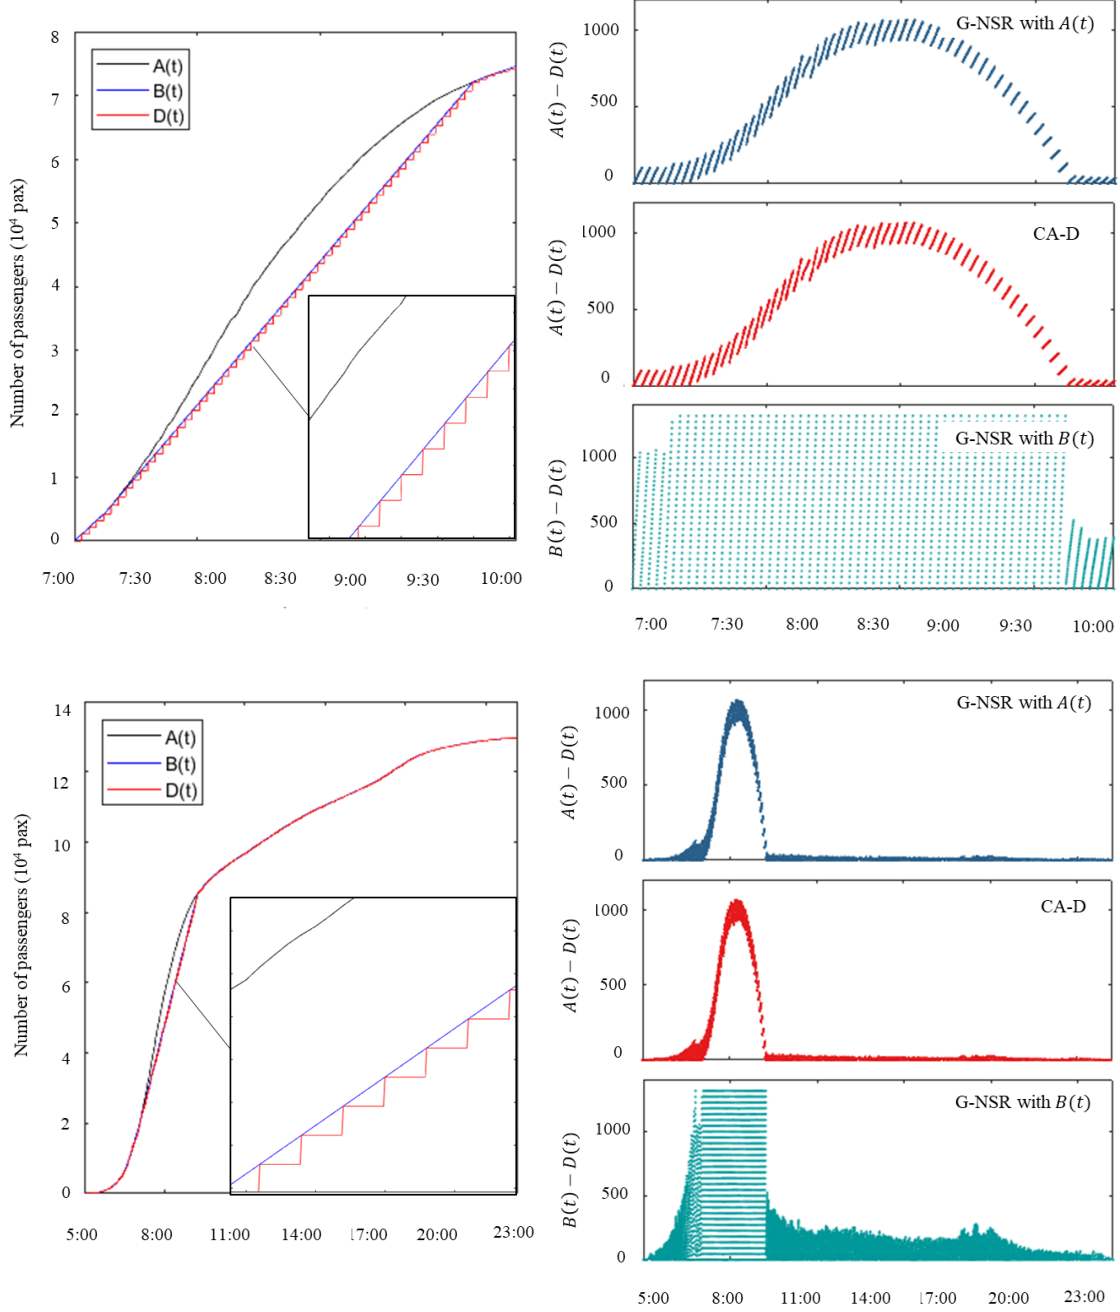 8
7
6
5
4
3
2
1
0
Number of passengers (10⁴ pax)
A(t)
B(t)
D(t)
7:00 7:30 8:00 8:30 9:00 9:30 10:00
G-NSR with A(t)
A(t) − D(t)
1000
500
0
CA-D
A(t) − D(t)
1000
500
0
G-NSR with B(t)
B(t) − D(t)
1000
500
0
7:00 7:30 8:00 8:30 9:00 9:30 10:00
14
12
10
8
6
4
2
0
Number of passengers (10⁴ pax)
A(t)
B(t)
D(t)
5:00 8:00 11:00 14:00 17:00 20:00 23:00
G-NSR with A(t)
A(t) − D(t)
1000
500
0
CA-D
A(t) − D(t)
1000
500
0
G-NSR with B(t)
B(t) − D(t)
1000
500
0
5:00 8:00 11:00 14:00 17:00 20:00 23:00